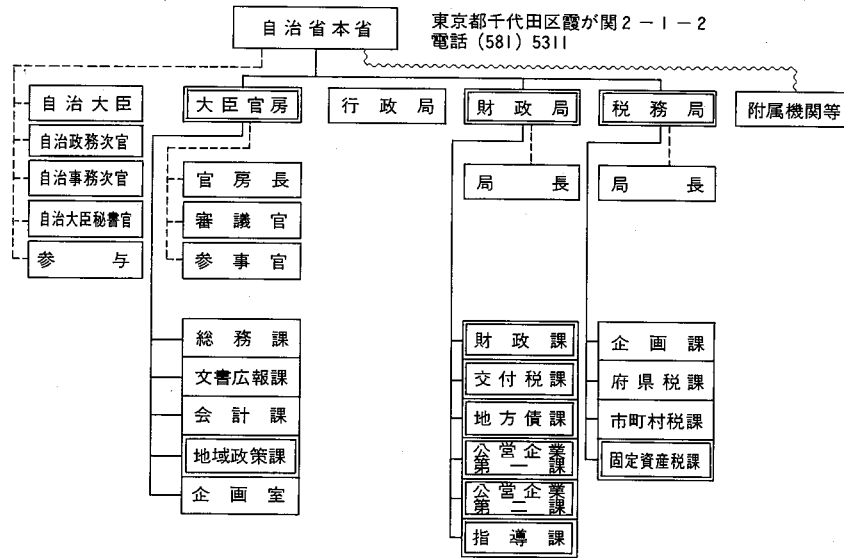 自治省本省
東京都千代田区霞が関2-1-2
電話 (581) 5311
自治大臣
自治政務次官
自治事務次官
自治大臣秘書官
参与
大臣官房
官房長
審議官
参事官
総務課
文書広報課
会計課
地域政策課
企画室
行政局
財政局
局長
財政課
交付税課
地方債課
公営企業
第一課
公営企業
第二課
指導課
税務局
局長
企画課
府県税課
市町村税課
固定資産税課
附属機関等